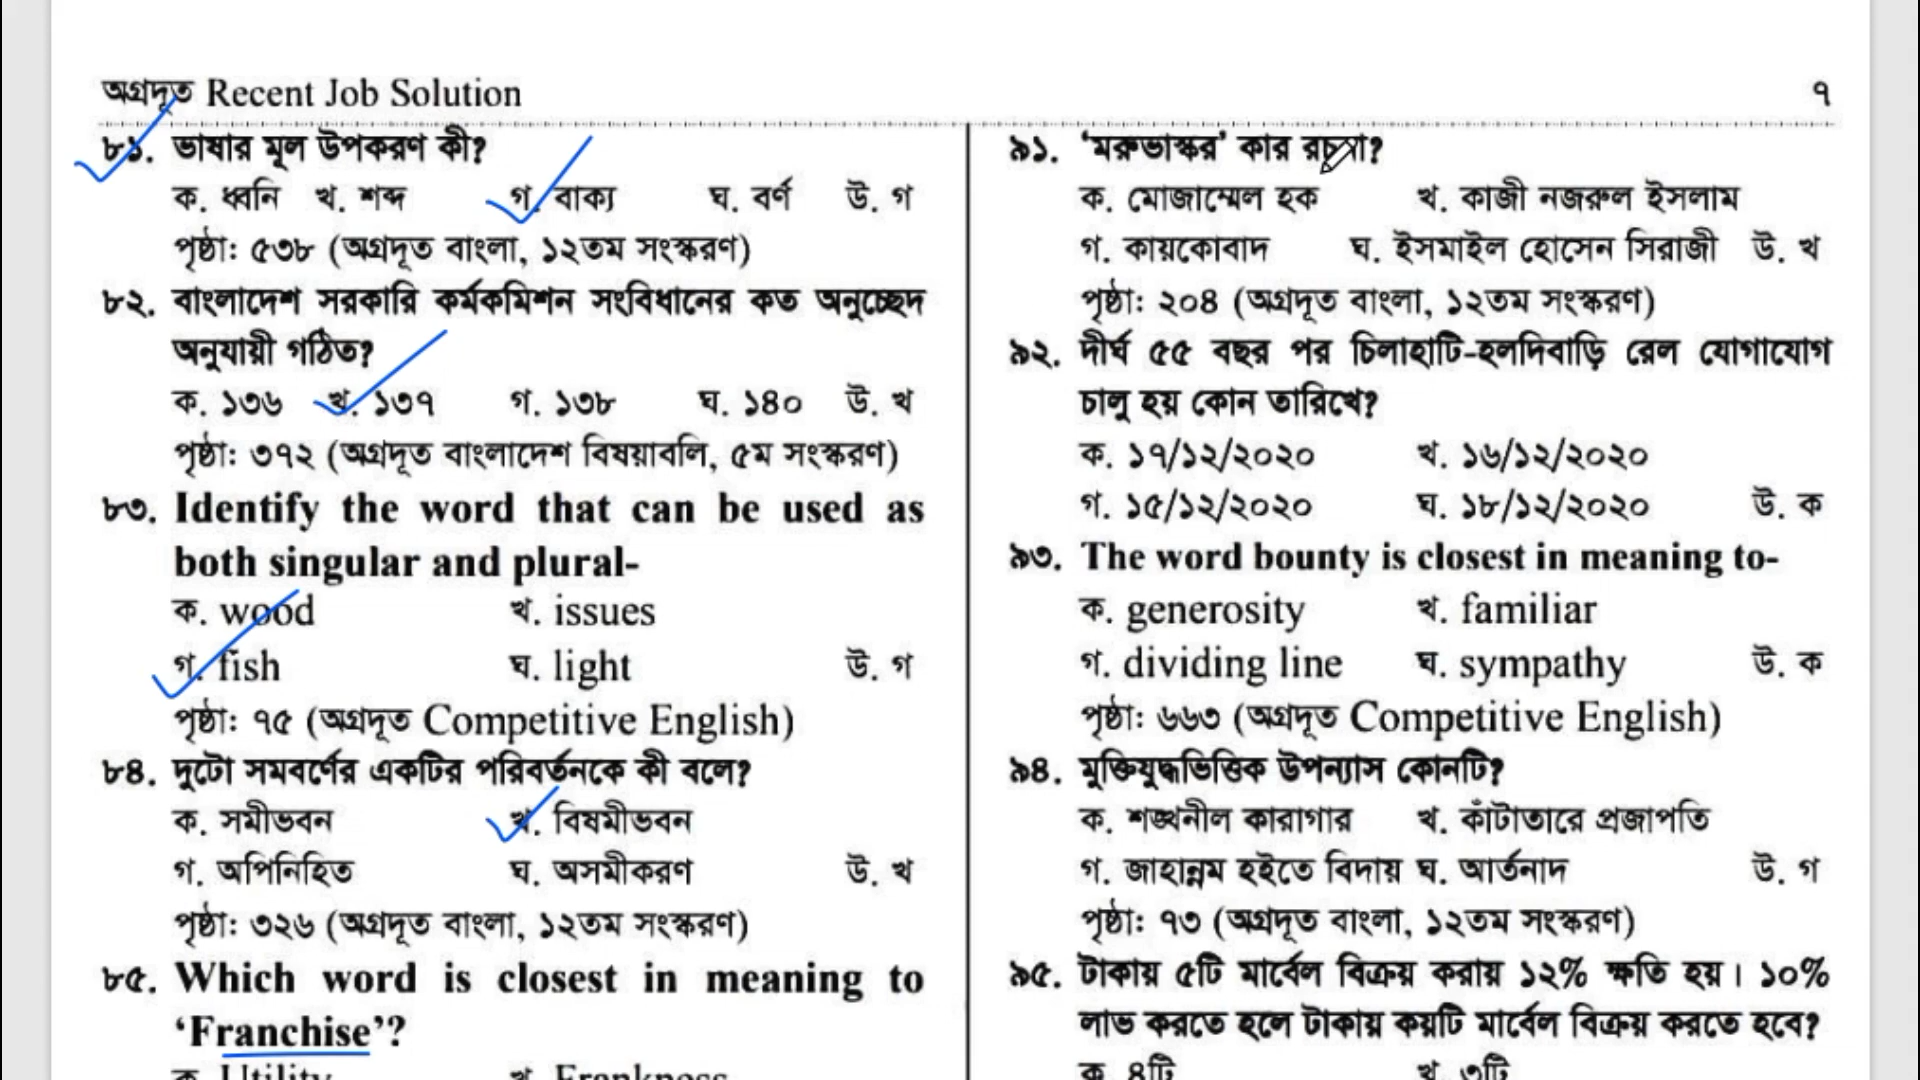 অগ্রদূত Recent Job Solution
৭
৮১. ভাষার মূল উপকরণ কী?
ক. ধ্বনি খ. শব্দ গ. বাক্য ঘ. বর্ণ উ. গ
পৃষ্ঠা: ৫৩৮ (অগ্রদূত বাংলা, ১২তম সংস্করণ)
৮২. বাংলাদেশ সরকারি কর্মকমিশন সংবিধানের কত অনুচ্ছেদ
অনুযায়ী গঠিত?
ক. ১৩৬ খ. ১৩৭ গ. ১৩৮ ঘ. ১৪০ উ. খ
পৃষ্ঠা: ৩৭২ (অগ্রদূত বাংলাদেশ বিষয়াবলি, ৫ম সংস্করণ)
৮৩. Identify the word that can be used as
both singular and plural-
ক. wood খ. issues
গ. fish ঘ. light উ. গ
পৃষ্ঠা: ৭৫ (অগ্রদূত Competitive English)
৮৪. দুটো সমবর্ণের একটির পরিবর্তনকে কী বলে?
ক. সমীভবন খ. বিষমীভবন
গ. অপিনিহিত ঘ. অসমীকরণ উ. খ
পৃষ্ঠা: ৩২৬ (অগ্রদূত বাংলা, ১২তম সংস্করণ)
৮৫. Which word is closest in meaning to
‘Franchise’?
ক. Utility খ. Frankness
৯১. ‘মরুভাস্কর’ কার রচনা?
ক. মোজাম্মেল হক খ. কাজী নজরুল ইসলাম
গ. কায়কোবাদ ঘ. ইসমাইল হোসেন সিরাজী উ. খ
পৃষ্ঠা: ২০৪ (অগ্রদূত বাংলা, ১২তম সংস্করণ)
৯২. দীর্ঘ ৫৫ বছর পর চিলাহাটি-হলদিবাড়ি রেল যোগাযোগ
চালু হয় কোন তারিখে?
ক. ১৭/১২/২০২০ খ. ১৬/১২/২০২০
গ. ১৫/১২/২০২০ ঘ. ১৮/১২/২০২০ উ. ক
৯৩. The word bounty is closest in meaning to-
ক. generosity খ. familiar
গ. dividing line ঘ. sympathy উ. ক
পৃষ্ঠা: ৬৬৩ (অগ্রদূত Competitive English)
৯৪. মুক্তিযুদ্ধভিত্তিক উপন্যাস কোনটি?
ক. শঙ্খনীল কারাগার খ. কাঁটাতারে প্রজাপতি
গ. জাহান্নম হইতে বিদায় ঘ. আর্তনাদ উ. গ
পৃষ্ঠা: ৭৩ (অগ্রদূত বাংলা, ১২তম সংস্করণ)
৯৫. টাকায় ৫টি মার্বেল বিক্রয় করায় ১২% ক্ষতি হয়। ১০%
লাভ করতে হলে টাকায় কয়টি মার্বেল বিক্রয় করতে হবে?
ক. ৪টি খ. ৩টি